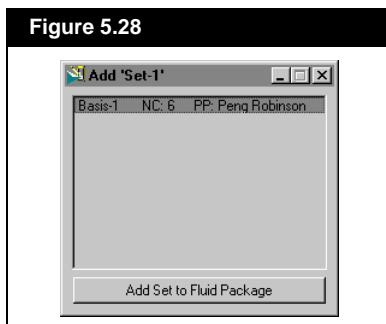 Figure 5.28
Add 'Set-1'
Basis-1 NC: 6 PP: Peng Robinson
Add Set to Fluid Package